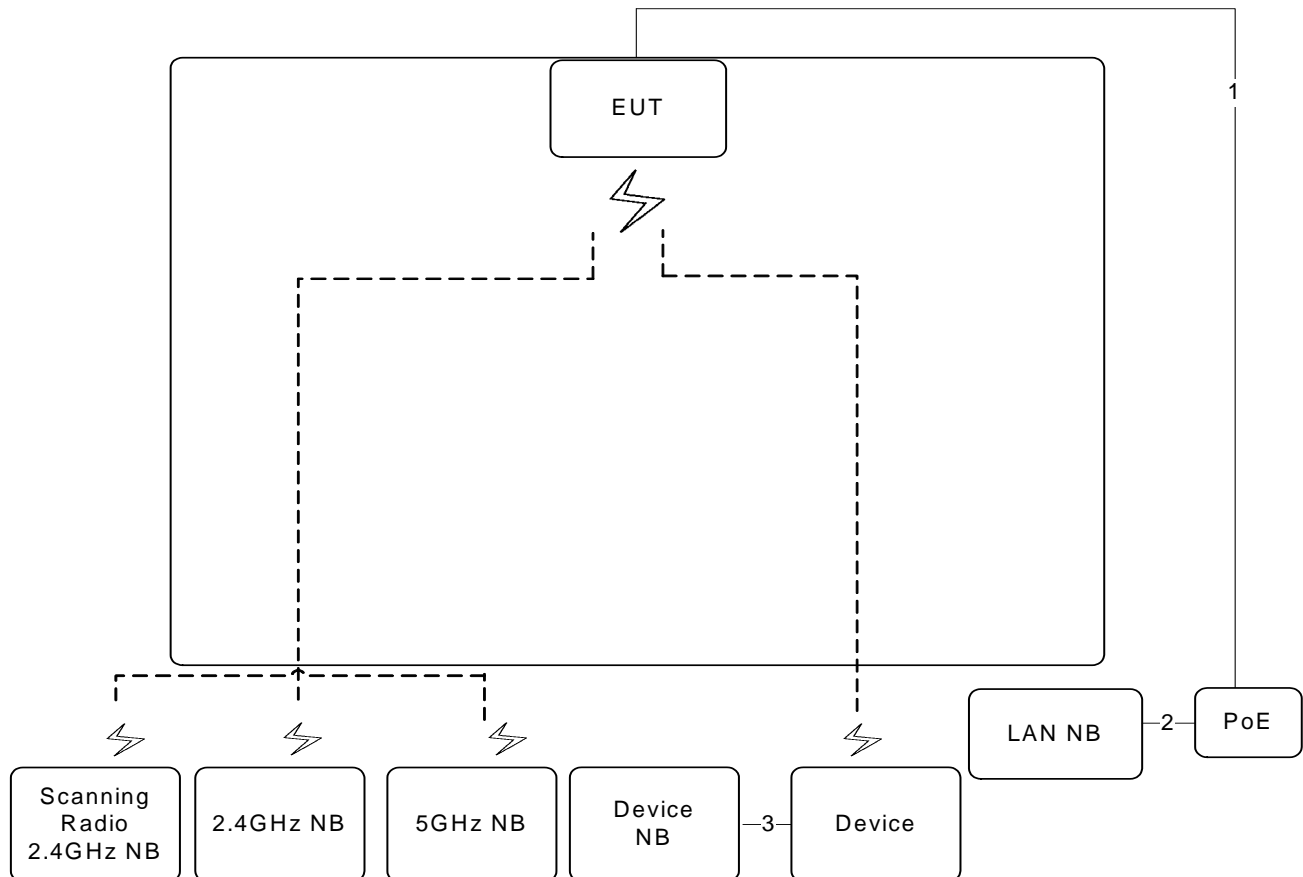 EUT
1
LAN NB
2
PoE
Scanning
Radio
2.4GHz NB
2.4GHz NB
5GHz NB
Device
NB
3
Device